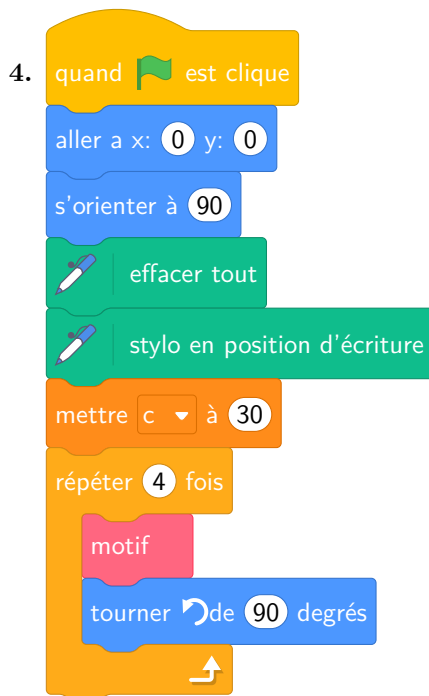 4. quand est clique
aller a x: 0 y: 0
s'orienter à 90
effacer tout
stylo en position d'écriture
mettre c à 30
répéter 4 fois
motif
tourner de 90 degrés